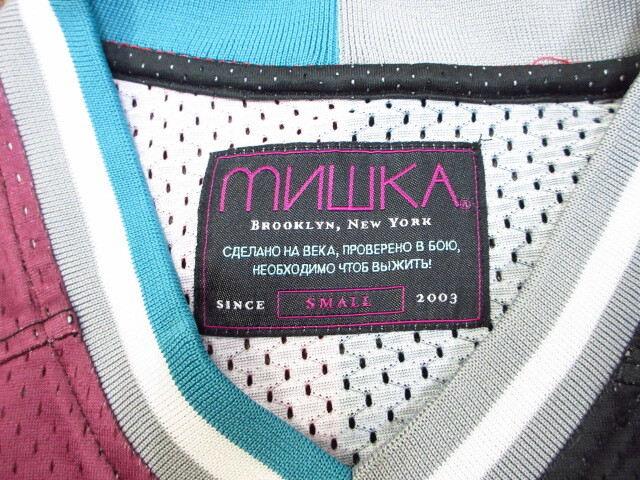 мишка®
BROOKLYN, NEW YORK
СДЕЛАНО НА ВЕКА, ПРОВЕРЕНО В БОЮ,
НЕОБХОДИМО ЧТОБ ВЫЖИТЬ!
SINCE SMALL 2003